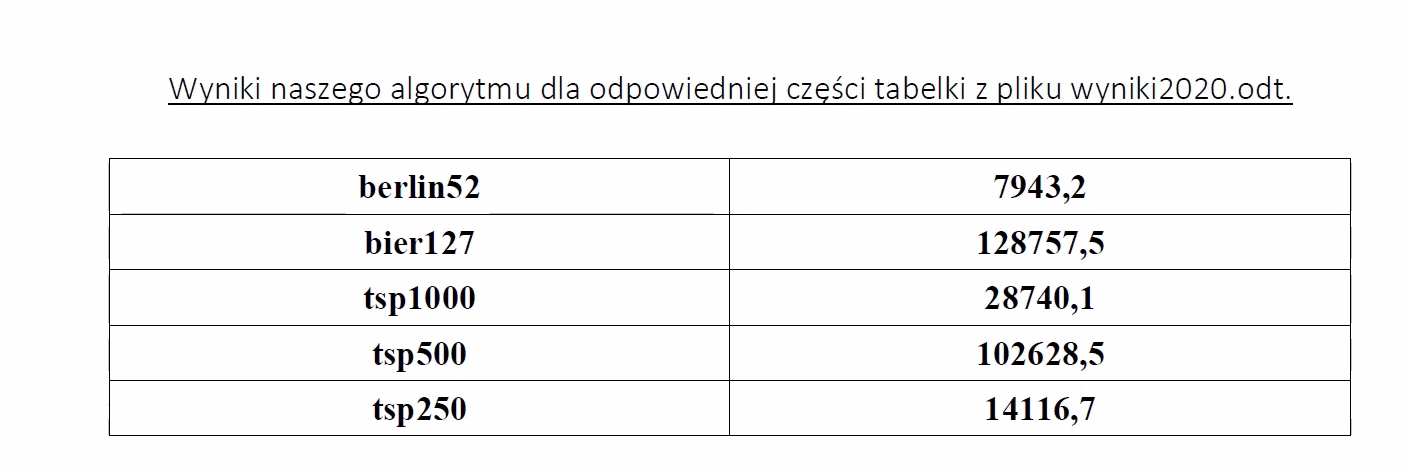 Wyniki naszego algorytmu dla odpowiedniej części tabelki z pliku wyniki2020.odt.
berlin52 7943,2
bier127 128757,5
tsp1000 28740,1
tsp500 102628,5
tsp250 14116,7